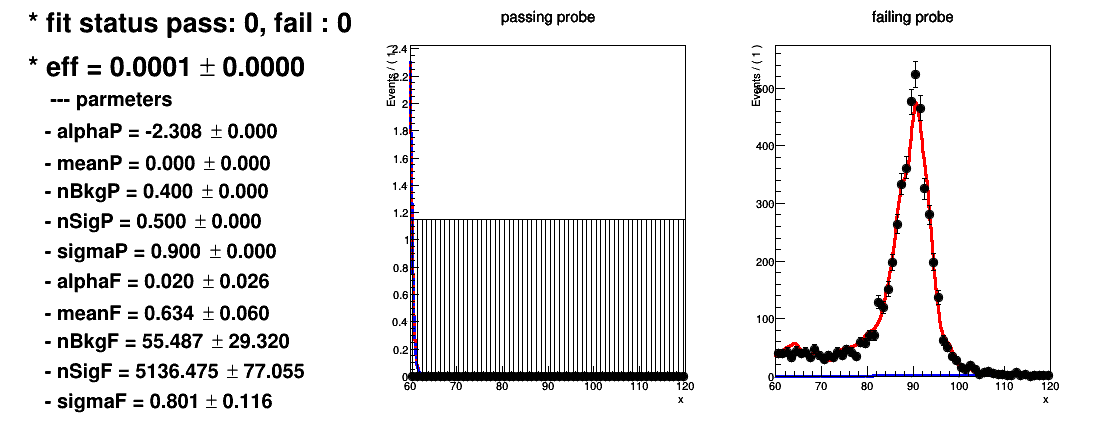 * fit status pass: 0, fail : 0
* eff = 0.0001 ± 0.0000
--- parmeters
- alphaP = -2.308 ± 0.000
- meanP = 0.000 ± 0.000
- nBkgP = 0.400 ± 0.000
- nSigP = 0.500 ± 0.000
- sigmaP = 0.900 ± 0.000
- alphaF = 0.020 ± 0.026
- meanF = 0.634 ± 0.060
- nBkgF = 55.487 ± 29.320
- nSigF = 5136.475 ± 77.055
- sigmaF = 0.801 ± 0.116
passing probe
Events / ( 1 )
2.4
2.2
2
1.8
1.6
1.4
1.2
1
0.8
0.6
0.4
0.2
0
60 70 80 90 100 110 120
x
failing probe
Events / ( 1 )
500
400
300
200
100
0
60 70 80 90 100 110 120
x